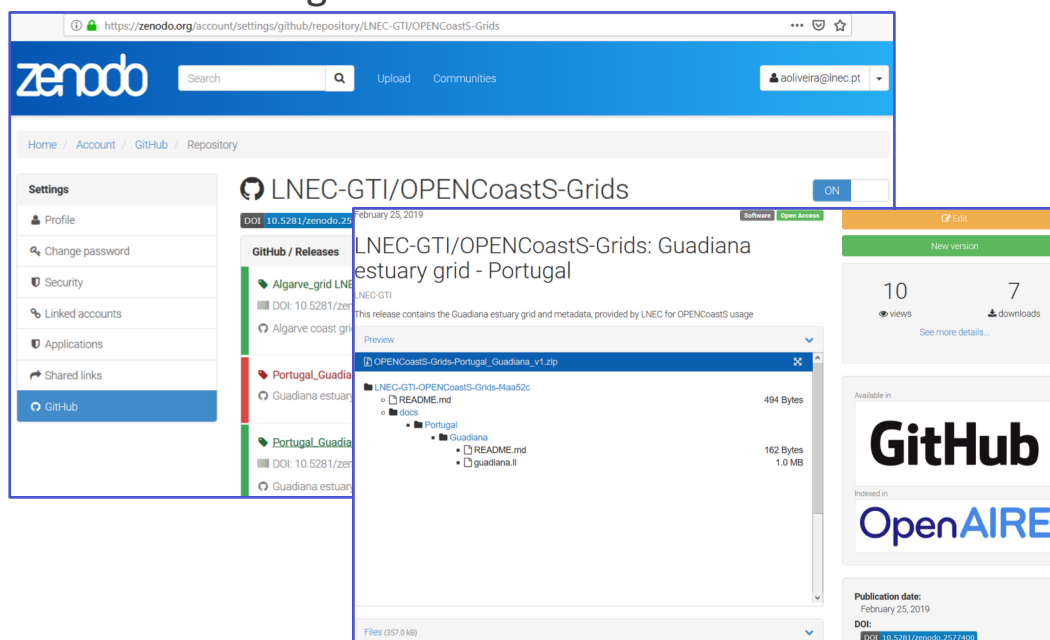 https://zenodo.org/account/settings/github/repository/LNEC-GTI/OPENCoastS-Grids
zenodo
Search
Upload
Communities
aoliveira@lnec.pt
Home / Account / GitHub / Repository
Settings
Profile
Change password
Security
Linked accounts
Applications
Shared links
GitHub
LNEC-GTI/OPENCoastS-Grids
ON
DOI 10.5281/zenodo.25
GitHub / Releases
Algarve_grid LNE
DOI: 10.5281/zen
Algarve coast gri
Portugal_Guadia
Guadiana estuary
Portugal_Guadia
DOI: 10.5281/zen
Guadiana estuary
February 25, 2019
Software Open Access
LNEC-GTI/OPENCoastS-Grids: Guadiana
estuary grid - Portugal
LNEC-GTI
This release contains the Guadiana estuary grid and metadata, provided by LNEC for OPENCoastS usage
Preview
OPENCoastS-Grids-Portugal_Guadiana_v1.zip
LNEC-GTI-OPENCoastS-Grids-f4aa52c
README.md 494 Bytes
docs
Portugal
Guadiana
README.md 162 Bytes
guadiana.ll 1.0 MB
Files (357.0 kB)
Edit
New version
10 7
views downloads
See more details...
Available in
GitHub
Indexed in
OpenAIRE
Publication date:
February 25, 2019
DOI:
DOI 10.5281/zenodo.2577400